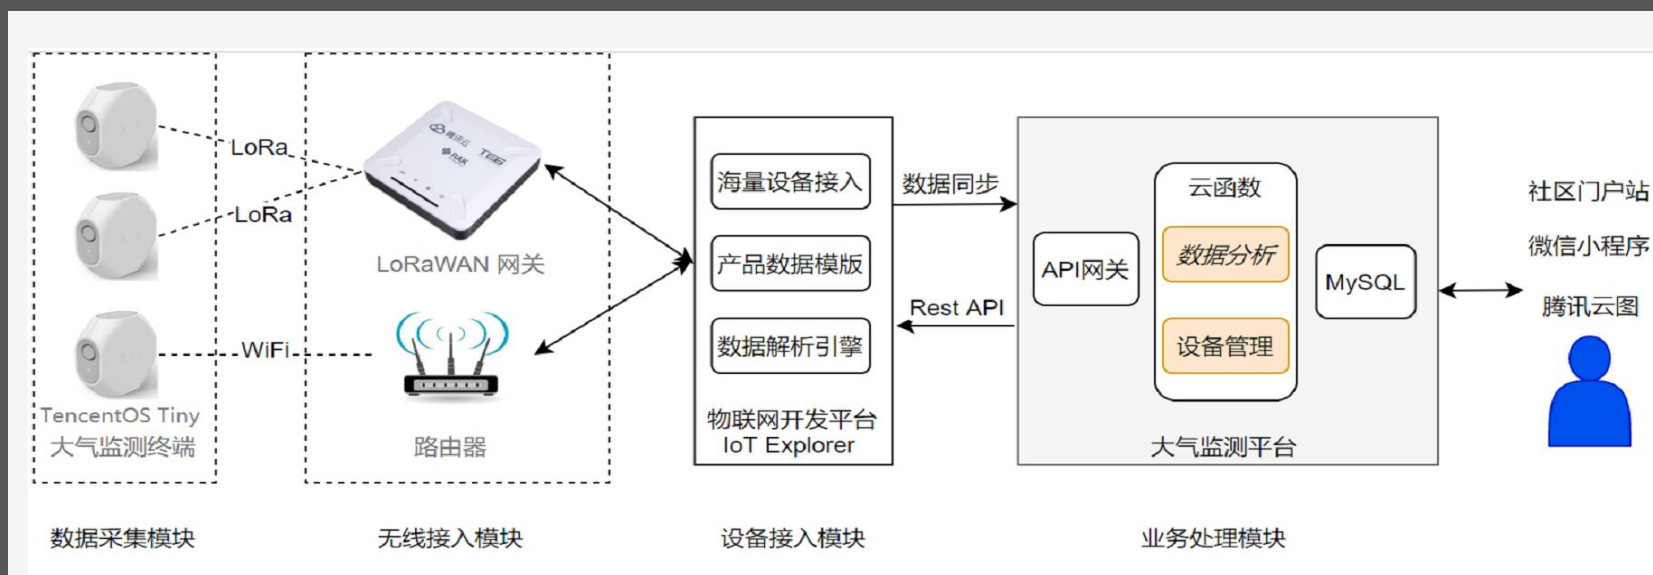 LoRa
LoRa
WiFi
TencentOS Tiny
大气监测终端
数据采集模块
腾讯云
RAK
LoRaWAN 网关
路由器
无线接入模块
海量设备接入
产品数据模版
数据解析引擎
物联网开发平台
IoT Explorer
设备接入模块
数据同步
Rest API
API网关
云函数
数据分析
设备管理
MySQL
大气监测平台
业务处理模块
社区门户站
微信小程序
腾讯云图